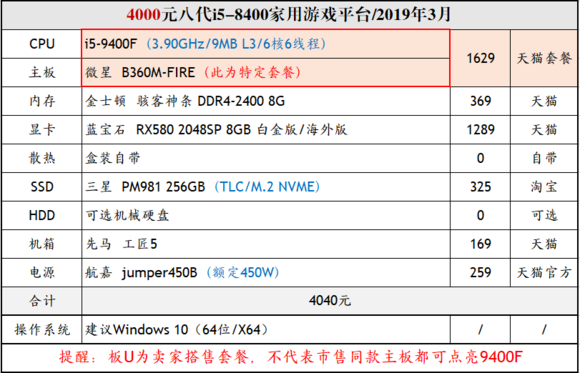 4000元八代i5-8400家用游戏平台/2019年3月
CPU i5-9400F（3.90GHz/9MB L3/6核6线程） 1629 天猫套餐
主板 微星 B360M-FIRE（此为特定套餐）
内存 金士顿 骇客神条 DDR4-2400 8G 369 天猫
显卡 蓝宝石 RX580 2048SP 8GB 白金版/海外版 1289 天猫
散热 盒装自带 0 自带
SSD 三星 PM981 256GB（TLC/M.2 NVME） 325 淘宝
HDD 可选机械硬盘 0 可选
机箱 先马 工匠5 169 天猫
电源 航嘉 jumper450B（额定450W） 259 天猫官方
合计 4040元
操作系统 建议Windows 10（64位/X64） / /
提醒：板U为卖家搭售套餐，不代表市售同款主板都可点亮9400F